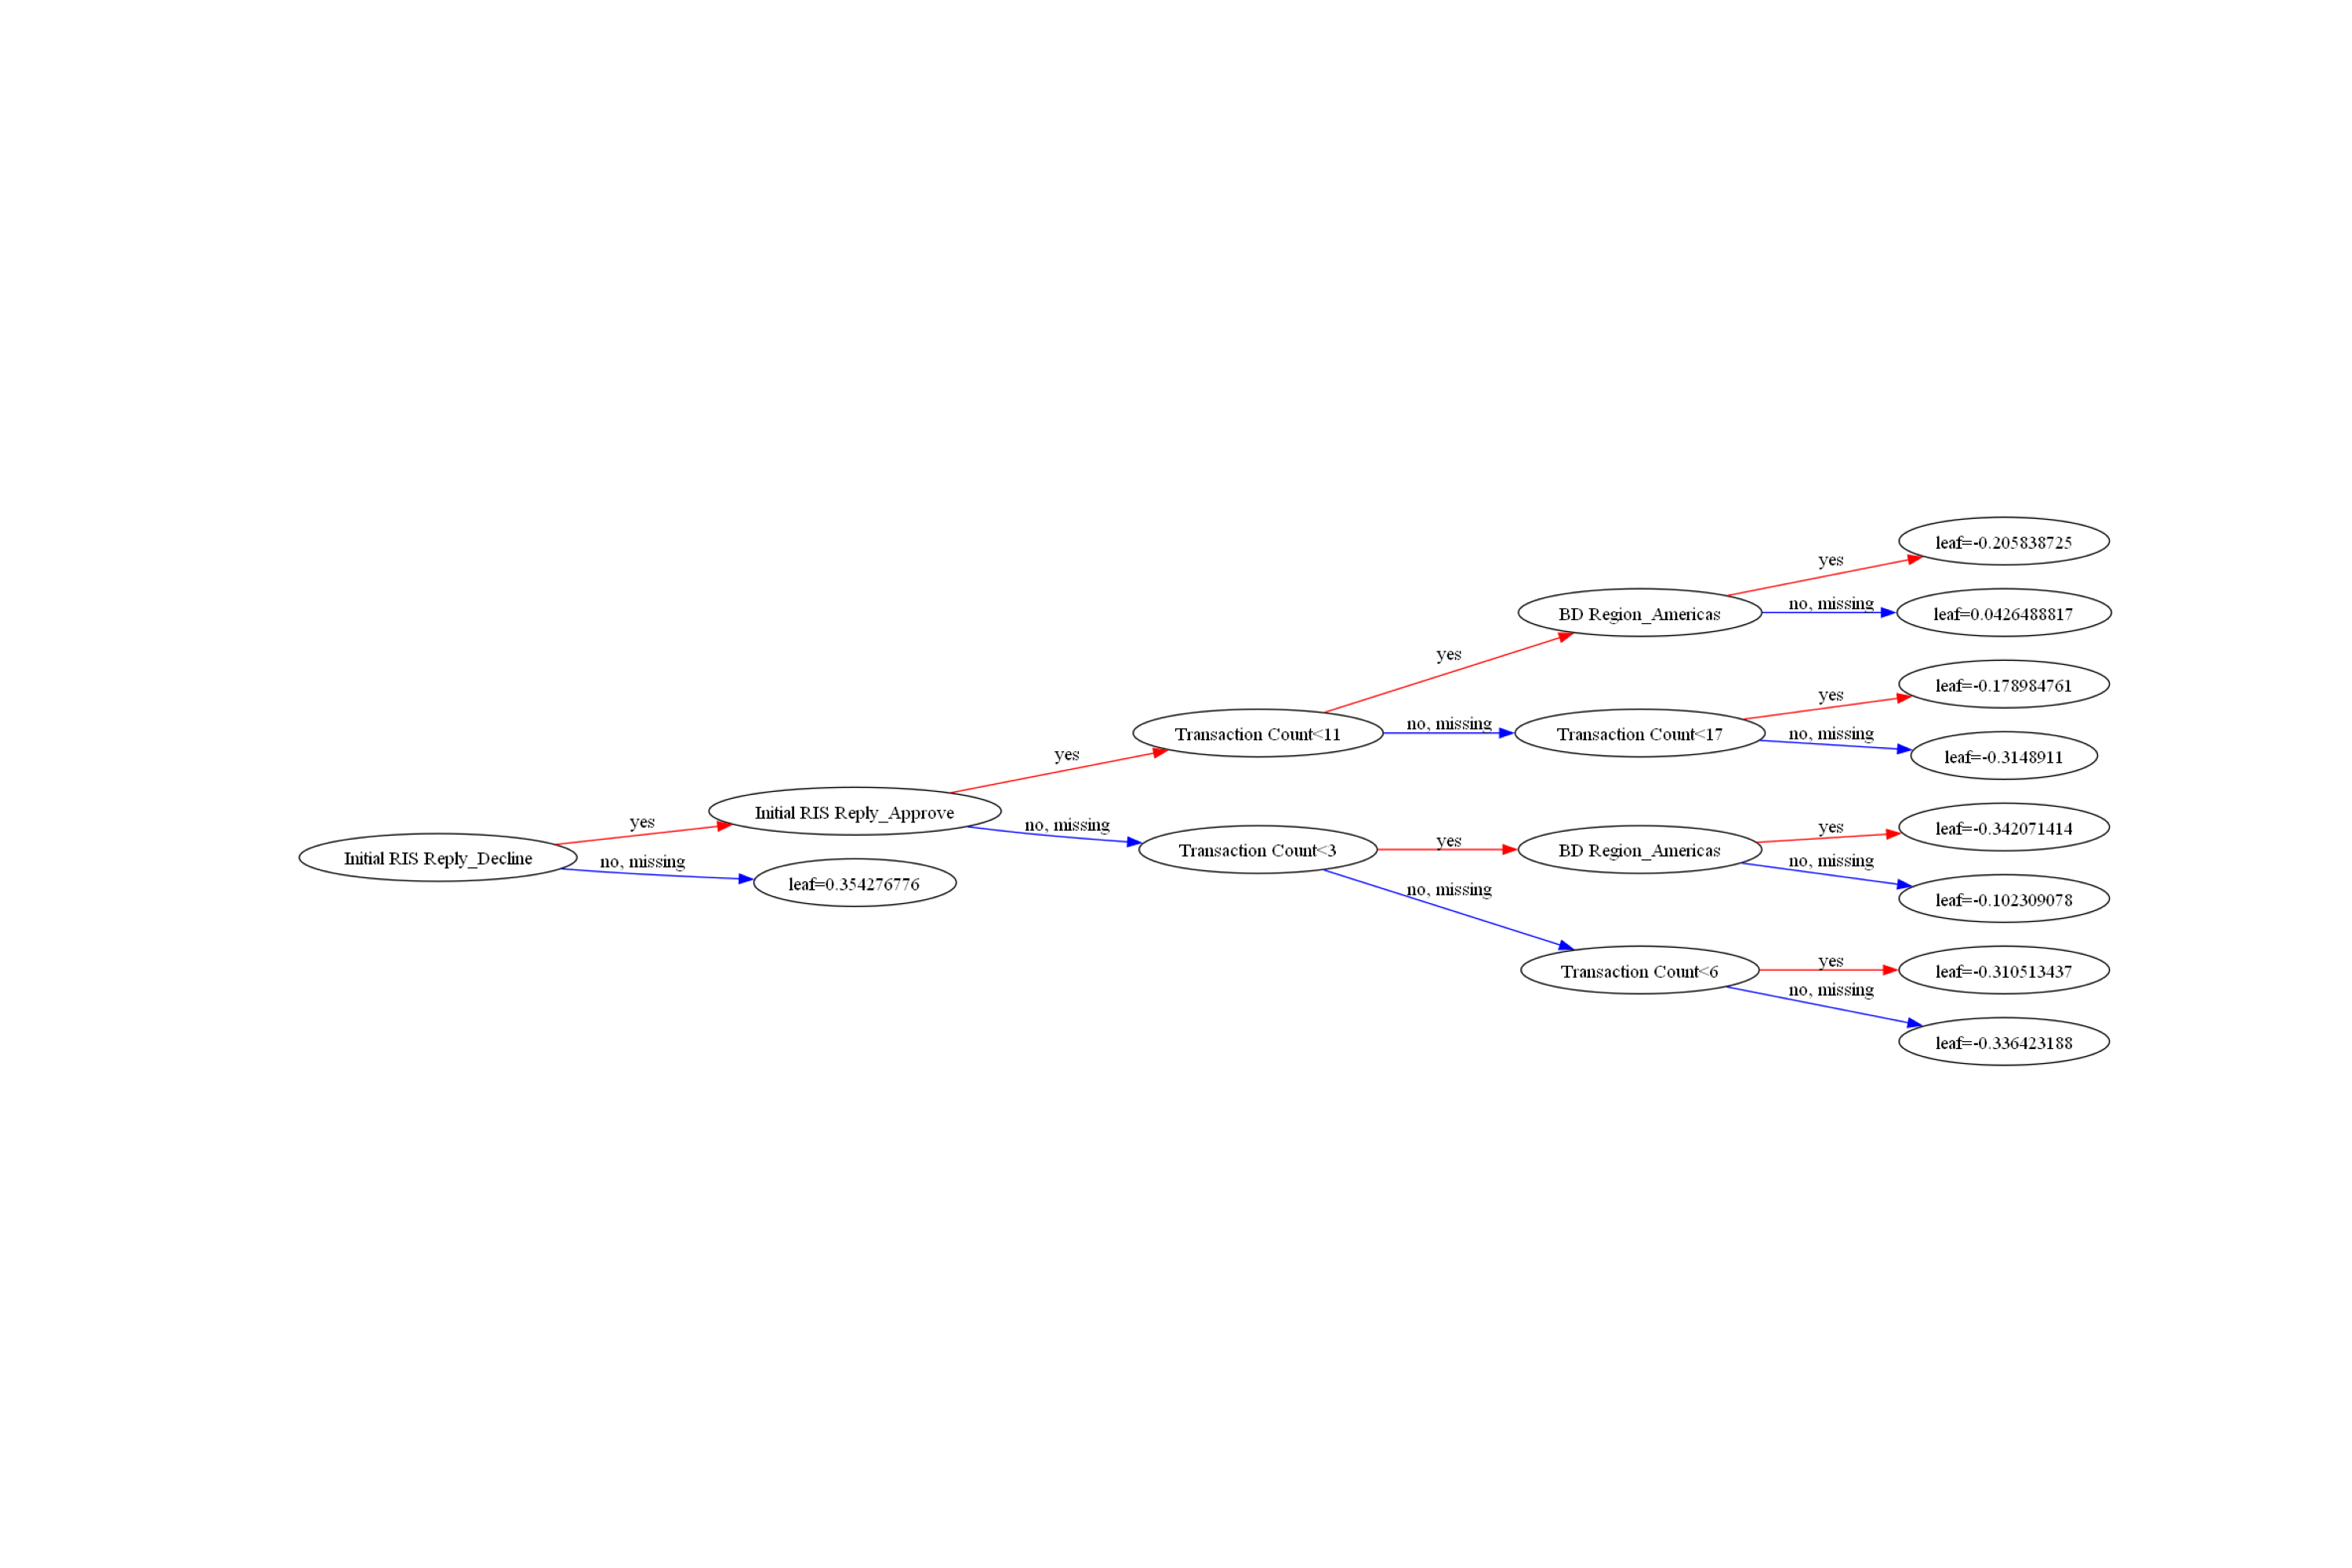 Initial RIS Reply_Decline
yes
no, missing
Initial RIS Reply_Approve
leaf=0.354276776
yes
no, missing
Transaction Count<11
Transaction Count<3
yes
no, missing
yes
no, missing
BD Region_Americas
Transaction Count<17
BD Region_Americas
Transaction Count<6
yes
no, missing
yes
no, missing
yes
no, missing
yes
no, missing
leaf=-0.205838725
leaf=0.0426488817
leaf=-0.178984761
leaf=-0.3148911
leaf=-0.342071414
leaf=-0.102309078
leaf=-0.310513437
leaf=-0.336423188